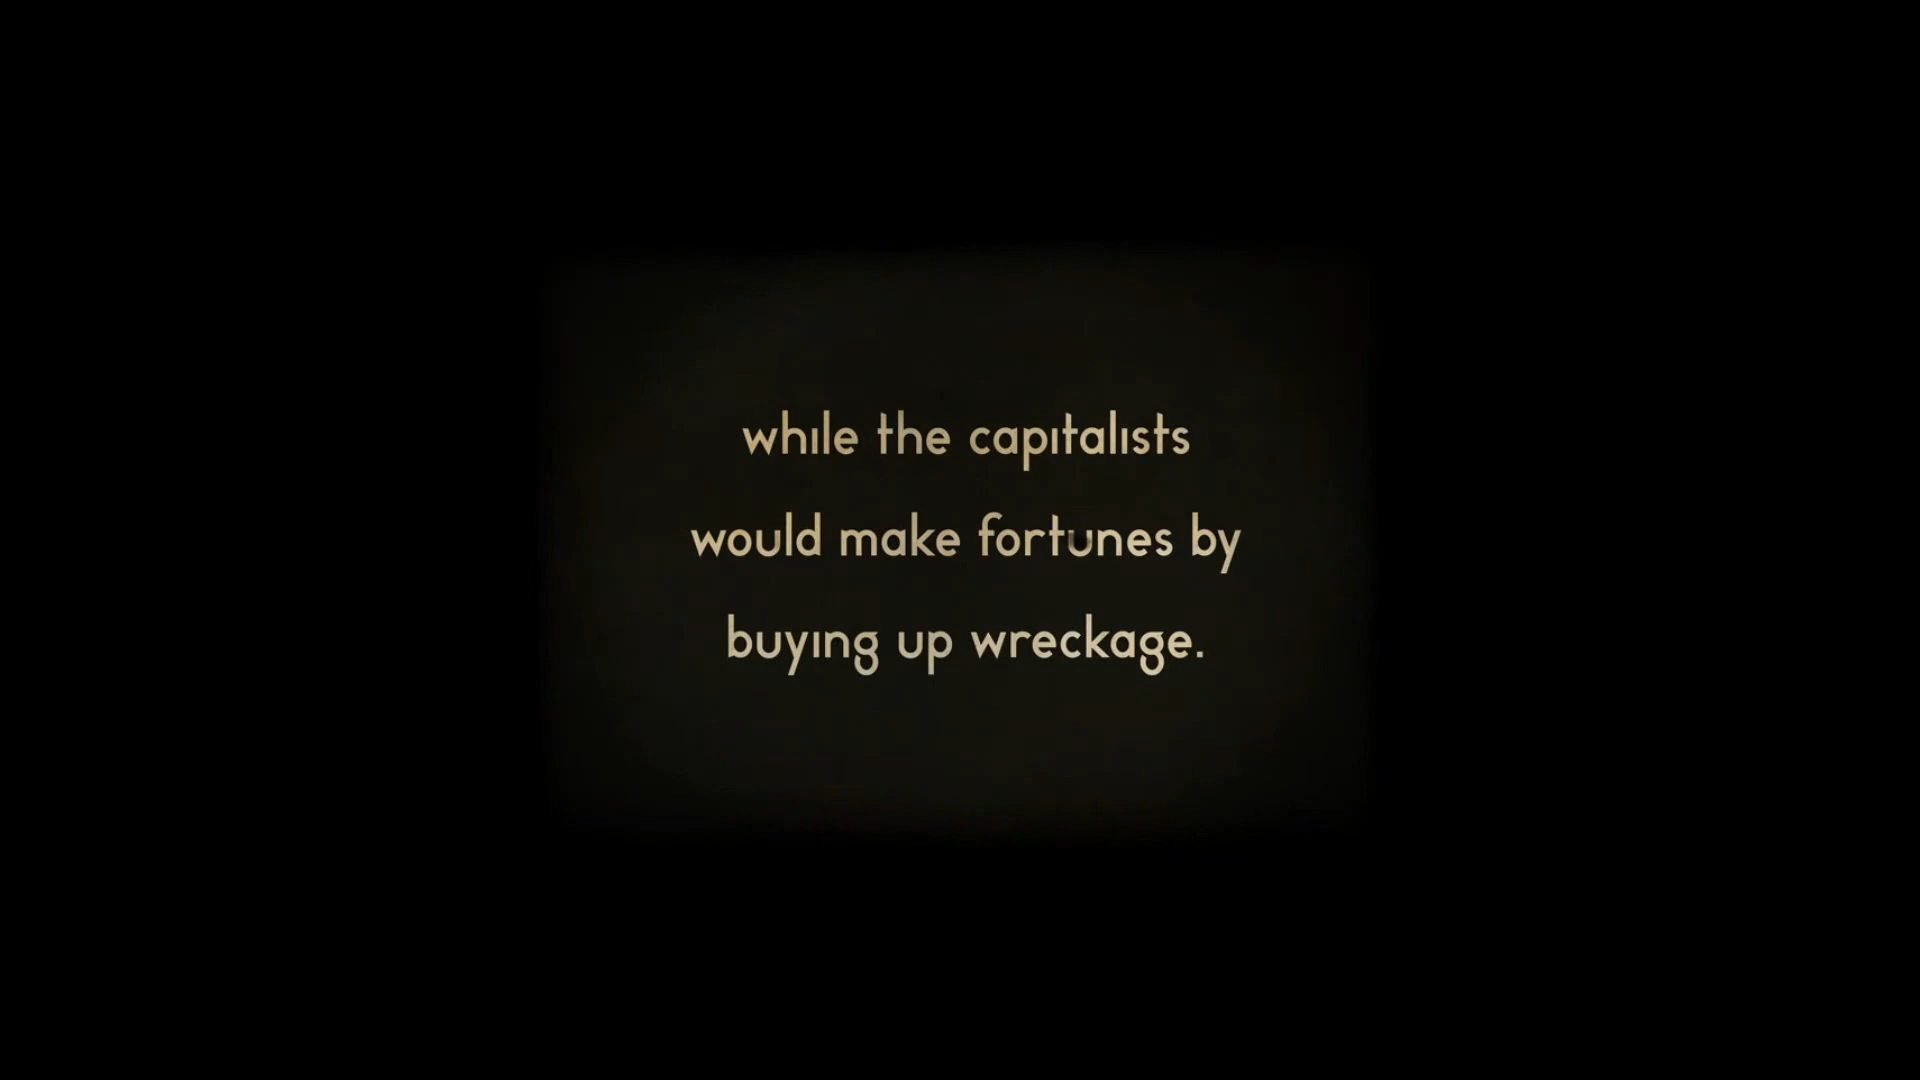 while the capitalists
would make fortunes by
buying up wreckage.